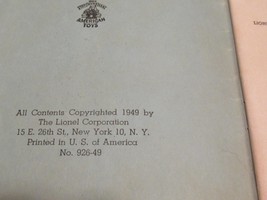 AMERICAN
TOYS
All Contents Copyrighted 1949 by
The Lionel Corporation
15 E. 26th St., New York 10, N. Y.
Printed in U. S. of America
No. 926-49